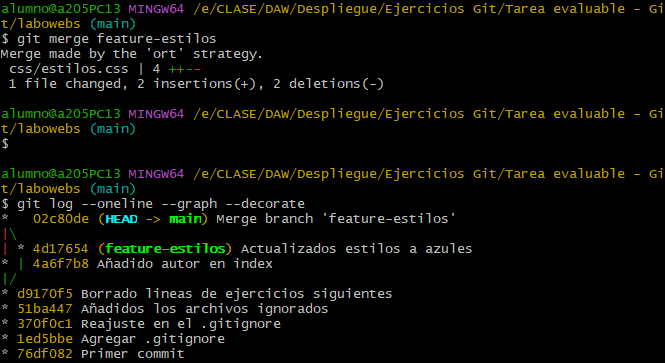 alumno@a205PC13 MINGW64 /e/CLASE/DAW/Despliegue/Ejercicios Git/Tarea evaluable - Gi
t/labowebs (main)
$ git merge feature-estilos
Merge made by the 'ort' strategy.
 css/estilos.css | 4 ++--
 1 file changed, 2 insertions(+), 2 deletions(-)

alumno@a205PC13 MINGW64 /e/CLASE/DAW/Despliegue/Ejercicios Git/Tarea evaluable - Gi
t/labowebs (main)
$

alumno@a205PC13 MINGW64 /e/CLASE/DAW/Despliegue/Ejercicios Git/Tarea evaluable - Gi
t/labowebs (main)
$ git log --oneline --graph --decorate
*   02c80de (HEAD -> main) Merge branch 'feature-estilos'
|\
| * 4d17654 (feature-estilos) Actualizados estilos a azules
* | 4a6f7b8 Añadido autor en index
|/
* d9170f5 Borrado lineas de ejercicios siguientes
* 51ba447 Añadidos los archivos ignorados
* 370f0c1 Reajuste en el .gitignore
* 1ed5bbe Agregar .gitignore
* 76df082 Primer commit